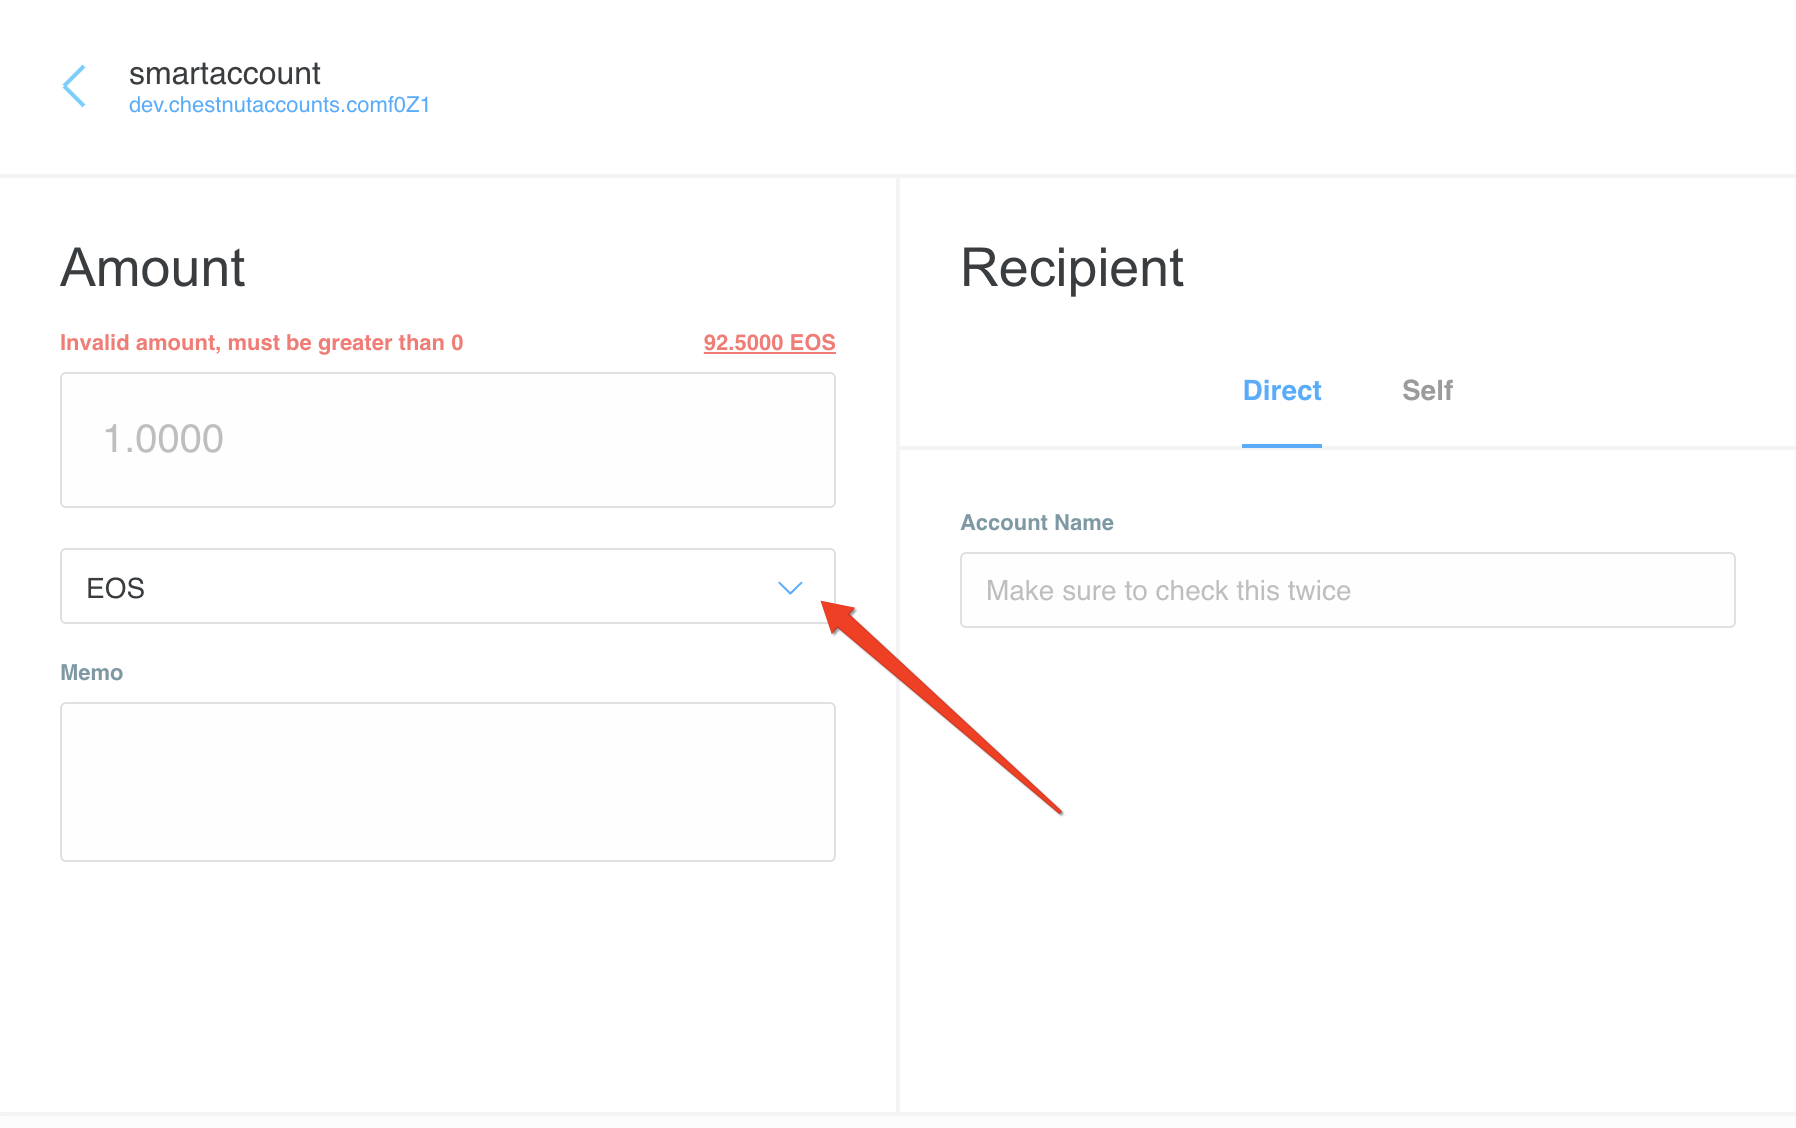 smartaccount
dev.chestnutaccounts.comf0Z1
Amount
Invalid amount, must be greater than 0
92.5000 EOS
1.0000
EOS
Memo
Recipient
Direct
Self
Account Name
Make sure to check this twice